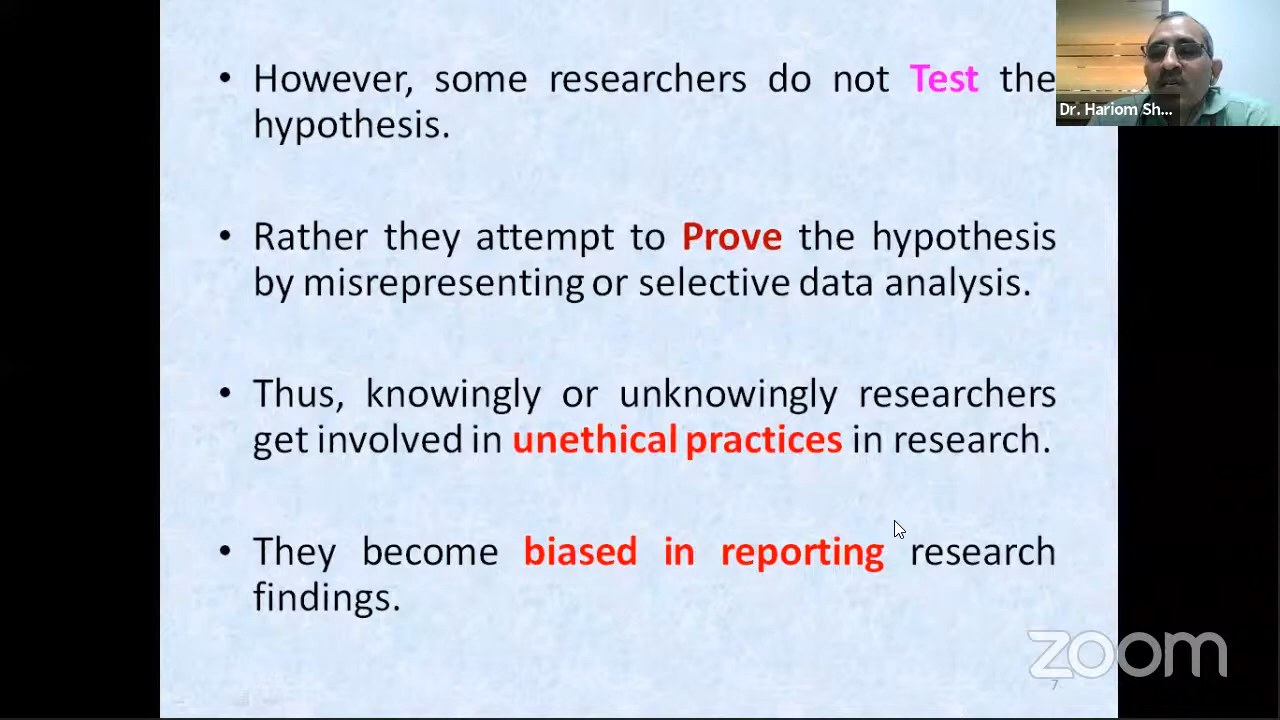 • However, some researchers do not Test the
hypothesis.
• Rather they attempt to Prove the hypothesis
by misrepresenting or selective data analysis.
• Thus, knowingly or unknowingly researchers
get involved in unethical practices in research.
• They become biased in reporting research
findings.
Dr. Hariom Sh...
zoom
7